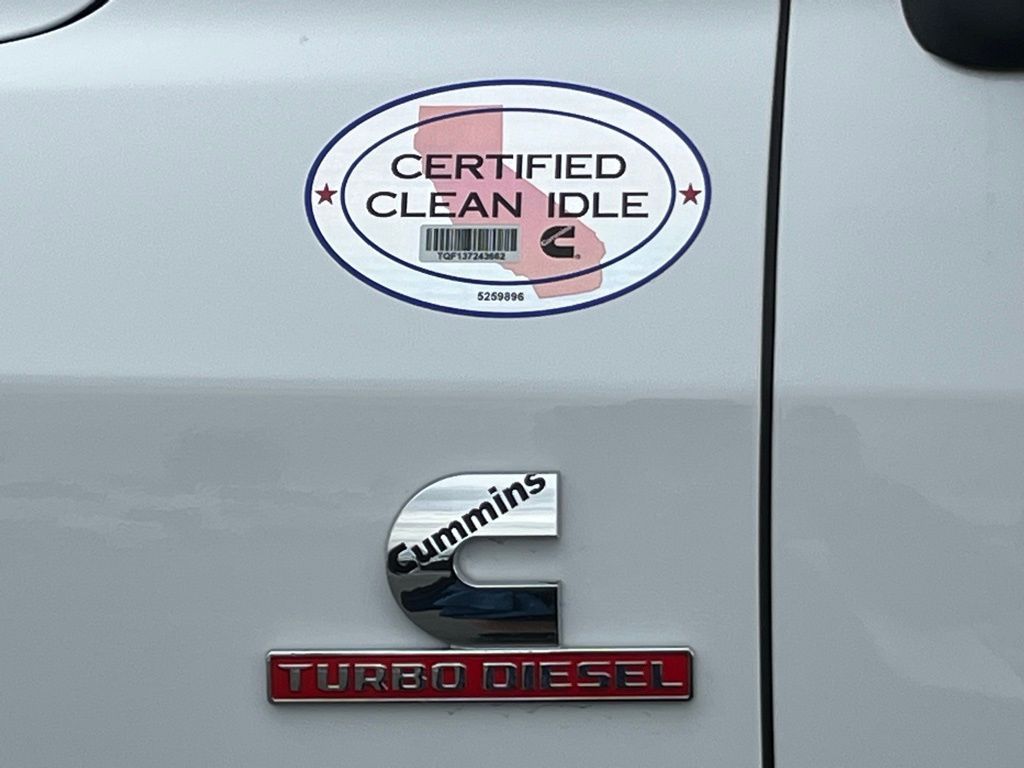 CERTIFIED
CLEAN IDLE
TQF137243662
5259896
Cummins
TURBO DIESEL